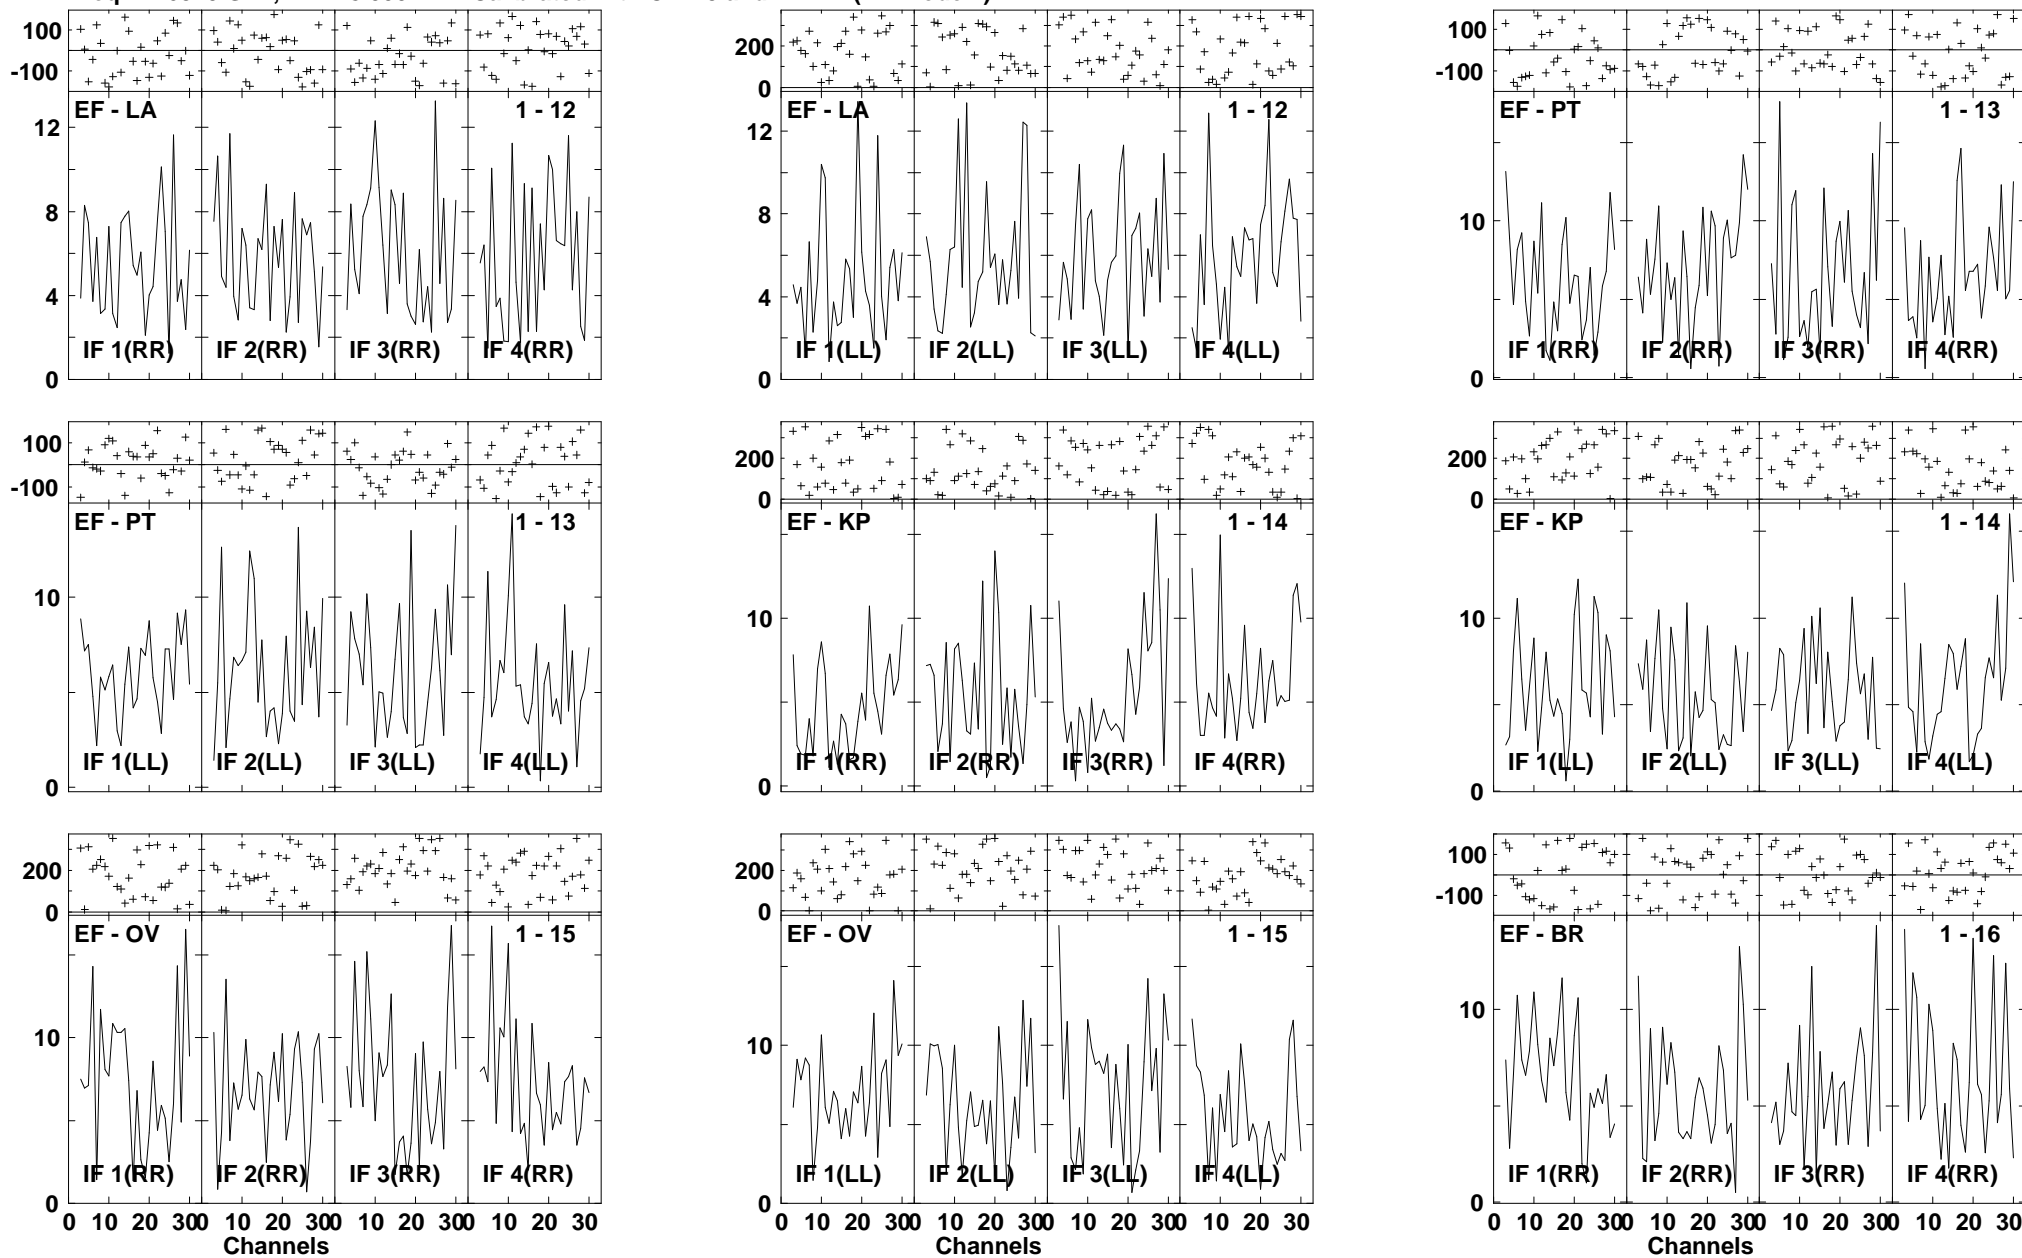 100
-100
EF - LA 1 - 12
12
8
4
0
IF 1(RR) IF 2(RR) IF 3(RR) IF 4(RR)
200
0
EF - LA 1 - 12
12
8
4
0
IF 1(LL) IF 2(LL) IF 3(LL) IF 4(LL)
100
-100
EF - PT 1 - 13
10
0
IF 1(RR) IF 2(RR) IF 3(RR) IF 4(RR)
100
-100
EF - PT 1 - 13
10
0
IF 1(LL) IF 2(LL) IF 3(LL) IF 4(LL)
200
0
EF - KP 1 - 14
10
0
IF 1(RR) IF 2(RR) IF 3(RR) IF 4(RR)
200
0
EF - KP 1 - 14
10
0
IF 1(LL) IF 2(LL) IF 3(LL) IF 4(LL)
200
0
EF - OV 1 - 15
10
0
IF 1(RR) IF 2(RR) IF 3(RR) IF 4(RR)
0 10 20 30 0 10 20 30 0 10 20 30 0 10 20 30
Channels
200
0
EF - OV 1 - 15
10
0
IF 1(LL) IF 2(LL) IF 3(LL) IF 4(LL)
0 10 20 30 0 10 20 30 0 10 20 30 0 10 20 30
Channels
100
-100
EF - BR 1 - 16
10
0
IF 1(RR) IF 2(RR) IF 3(RR) IF 4(RR)
0 10 20 30 0 10 20 30 0 10 20 30 0 10 20 30
Channels